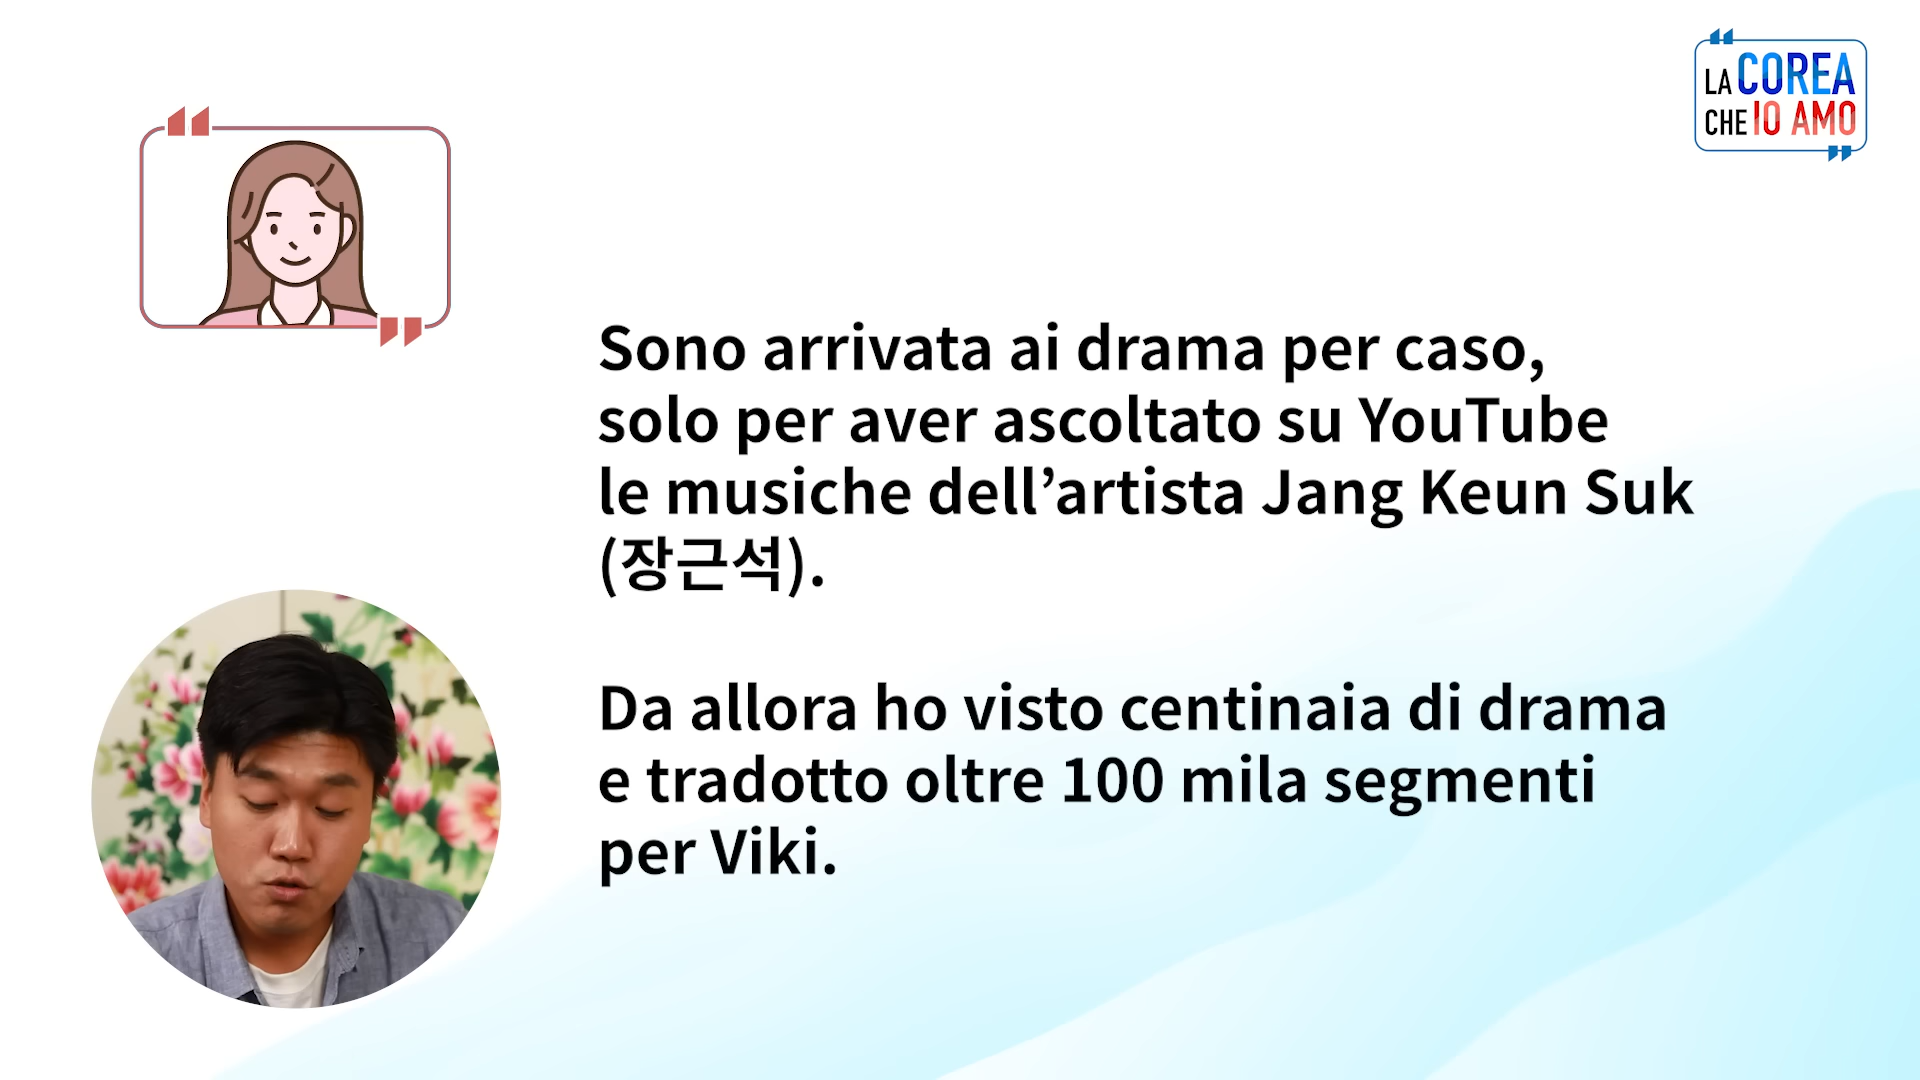 LA COREA
CHE IO AMO
Sono arrivata ai drama per caso,
solo per aver ascoltato su YouTube
le musiche dell’artista Jang Keun Suk
(장근석).
Da allora ho visto centinaia di drama
e tradotto oltre 100 mila segmenti
per Viki.